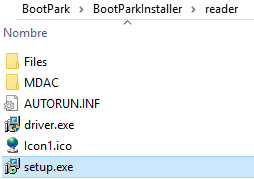 BootPark > BootParkInstaller > reader
Nombre
Files
MDAC
AUTORUN.INF
driver.exe
Icon1.ico
setup.exe